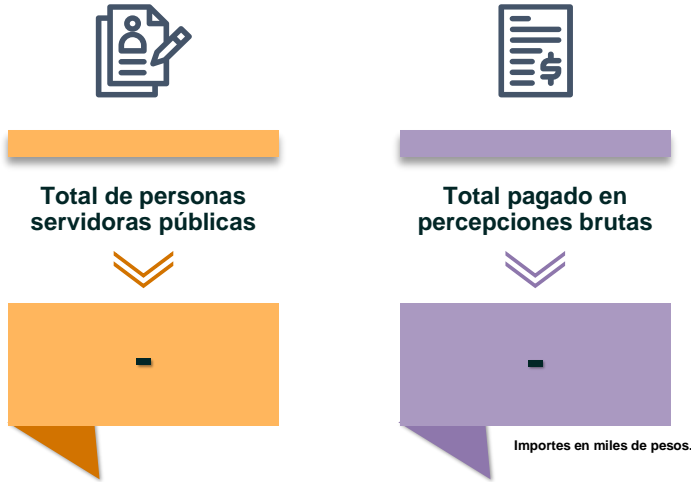 Total de personas
servidoras públicas
-
Total pagado en
percepciones brutas
-
Importes en miles de pesos.